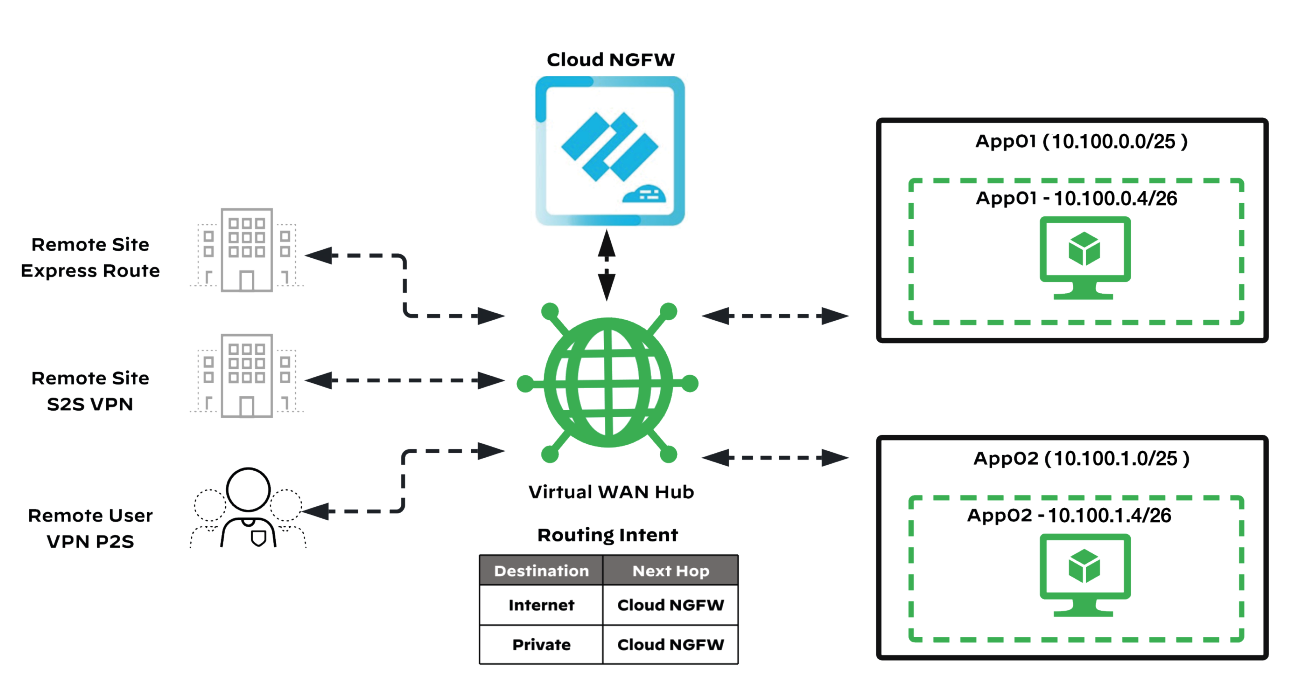 Cloud NGFW
App01 (10.100.0.0/25 )
App01 - 10.100.0.4/26
Remote Site
Express Route
Remote Site
S2S VPN
Remote User
VPN P2S
Virtual WAN Hub
Routing Intent
Destination Next Hop
Internet Cloud NGFW
Private Cloud NGFW
App02 (10.100.1.0/25 )
App02 - 10.100.1.4/26